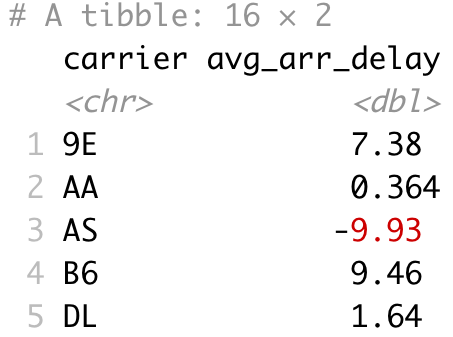 # A tibble: 16 × 2
carrier avg_arr_delay
<chr> <dbl>
1 9E 7.38
2 AA 0.364
3 AS -9.93
4 B6 9.46
5 DL 1.64